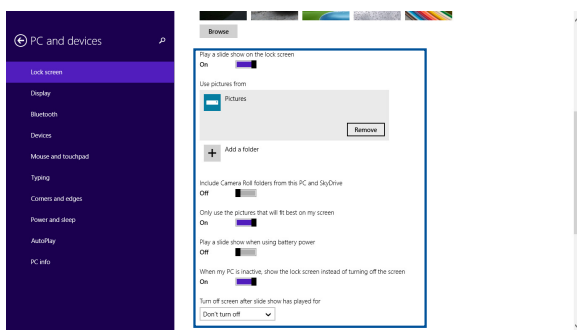 PC and devices
Lock screen
Display
Bluetooth
Devices
Mouse and touchpad
Typing
Corners and edges
Power and sleep
AutoPlay
PC info
Browse
Play a slide show on the lock screen
On
Use pictures from
Pictures
Remove
Add a folder
Include Camera Roll folders from this PC and SkyDrive
Off
Only use the pictures that will fit best on my screen
On
Play a slide show when using battery power
Off
When my PC is inactive, show the lock screen instead of turning off the screen
On
Turn off screen after slide show has played for
Don't turn off